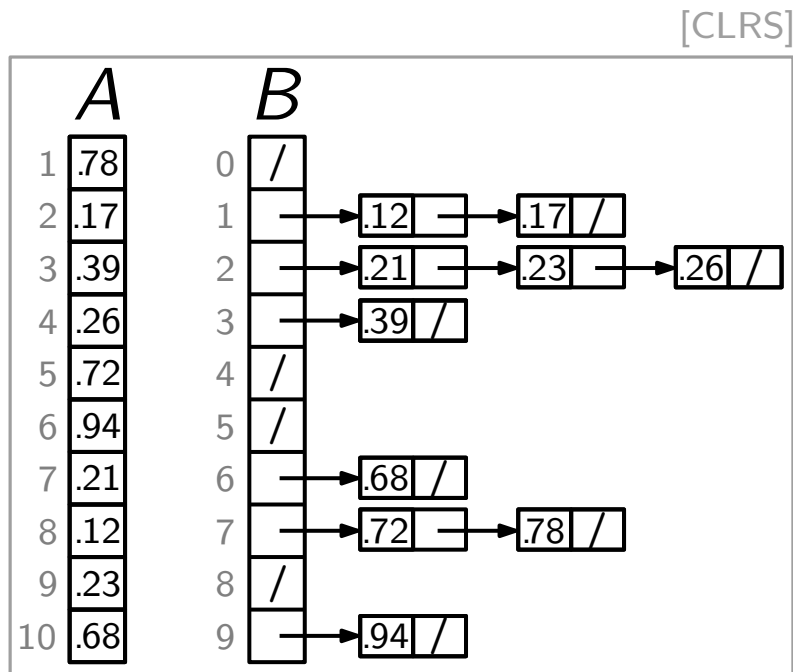 [CLRS]
A B
1 .78 0 /
2 .17 1 .12 .17 /
3 .39 2 .21 .23 .26 /
4 .26 3 .39 /
5 .72 4 /
6 .94 5 /
7 .21 6 .68 /
8 .12 7 .72 .78 /
9 .23 8 /
10 .68 9 .94 /